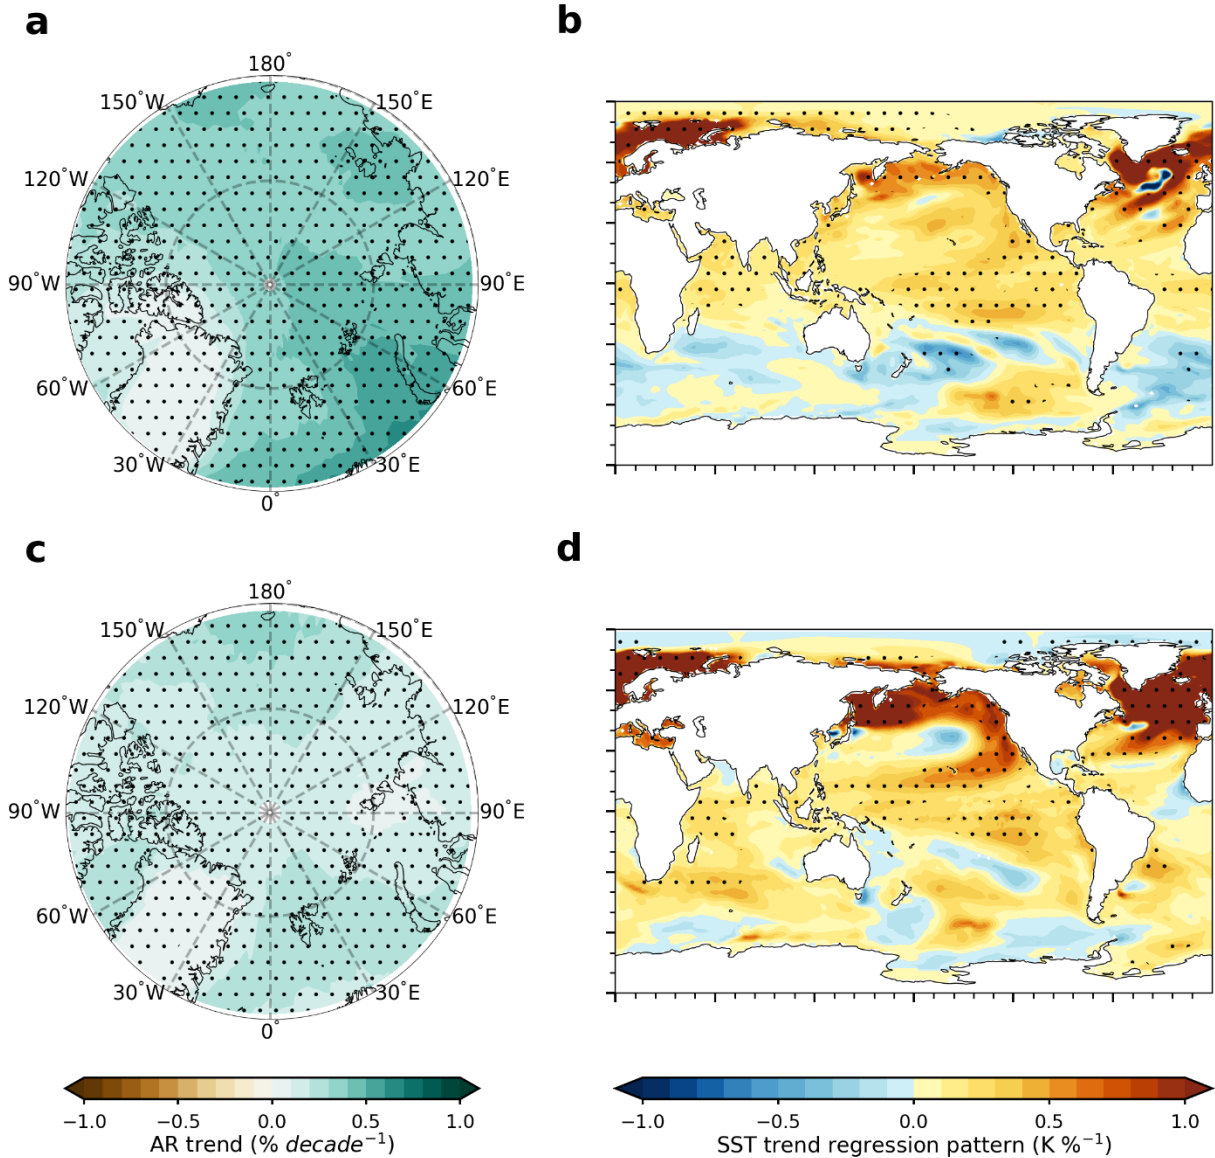 a
b
180°
150°W
150°E
120°W
120°E
90°W
90°E
60°W
60°E
30°W
30°E
0°
c
d
180°
150°W
150°E
120°W
120°E
90°W
90°E
60°W
60°E
30°W
30°E
0°
−1.0 −0.5 0.0 0.5 1.0
AR trend (% decade⁻¹)
−1.0 −0.5 0.0 0.5 1.0
SST trend regression pattern (K %⁻¹)